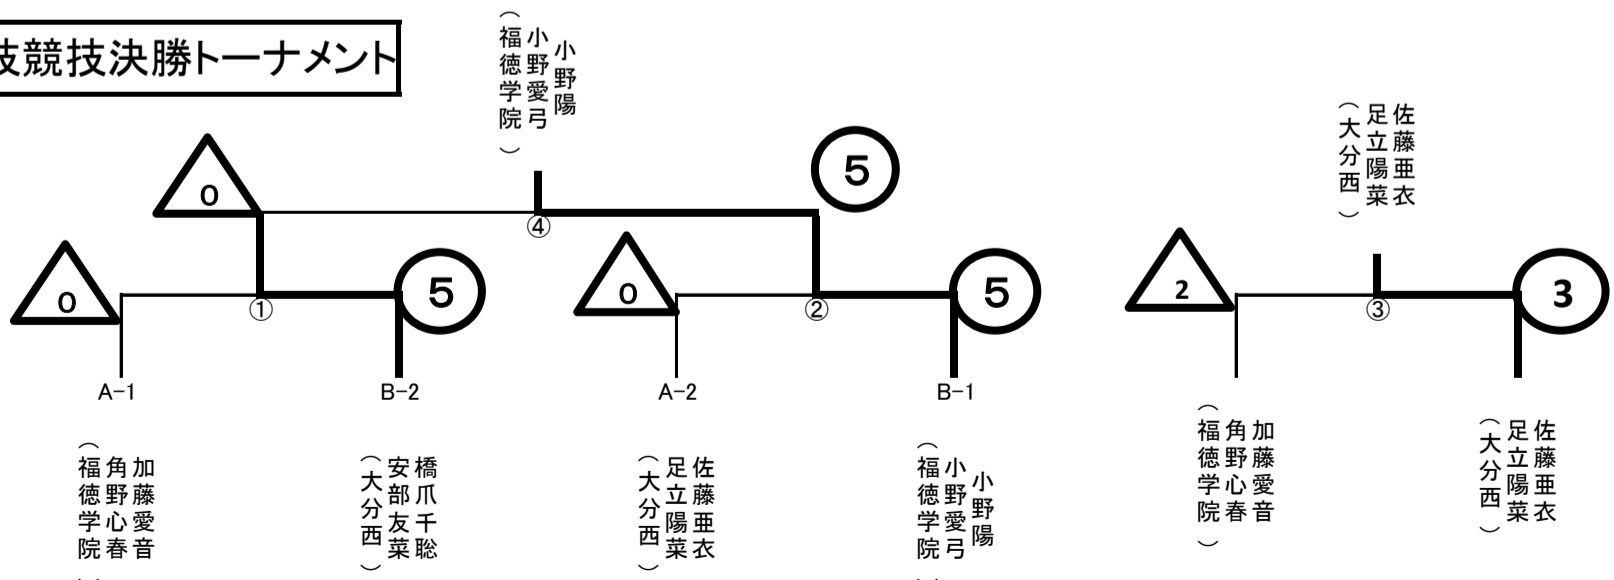 技競技決勝トーナメント
小野陽
小野愛弓
（福徳学院）
佐藤亜衣
足立陽菜
（大分西）
0
5
④
0
5
0
5
2
3
①
②
③
A-1
B-2
A-2
B-1
加藤愛音
角野心春
（福徳学院
橋爪千聡
安部友菜
（大分西）
佐藤亜衣
足立陽菜
（大分西）
小野陽
小野愛弓
（福徳学院
加藤愛音
角野心春
（福徳学院）
佐藤亜衣
足立陽菜
（大分西）